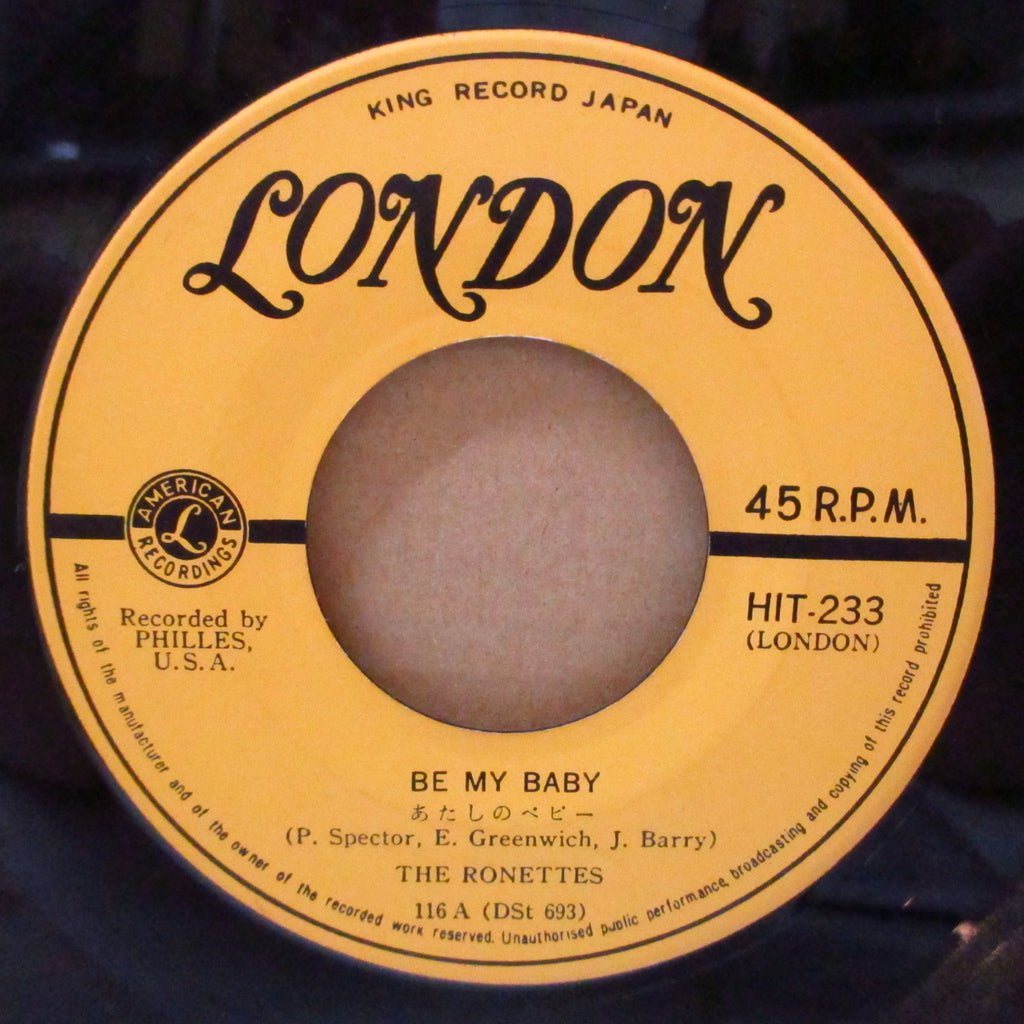 KING RECORD JAPAN
LONDON
AMERICAN
L
RECORDINGS
45 R.P.M.
Recorded by
PHILLES,
U.S.A.
HIT-233
(LONDON)
BE MY BABY
あたしのベビー
(P. Spector, E. Greenwich, J. Barry)
THE RONETTES
116 A (DSt 693)
All rights of the manufacturer and of the owner of the recorded work reserved. Unauthorised public performance, broadcasting and copying of this record prohibited